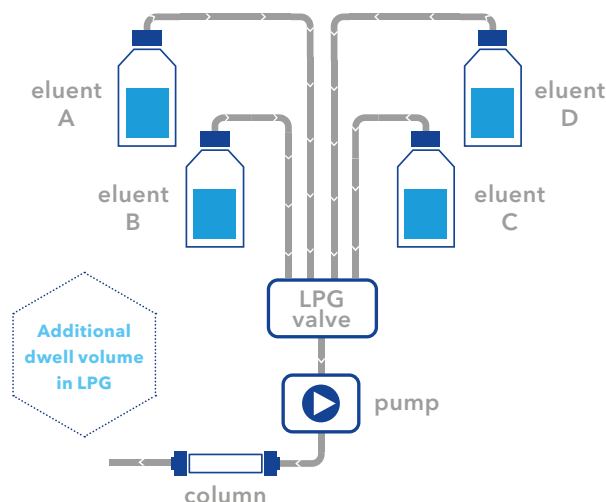 eluent
A
eluent
D
eluent
B
eluent
C
LPG
valve
Additional
dwell volume
in LPG
pump
column